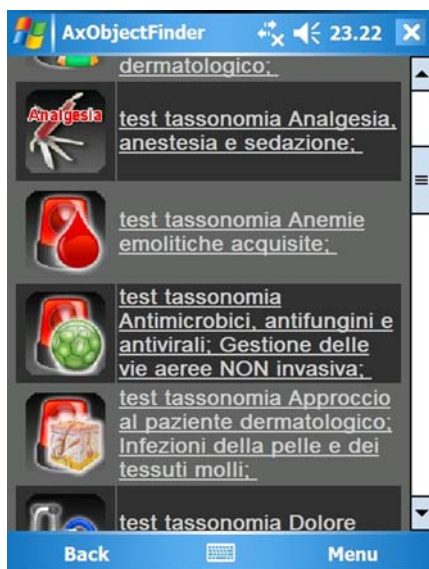 AxObjectFinder 23.22
dermatologico;
Analgesia
test tassonomia Analgesia,
anestesia e sedazione;
test tassonomia Anemie
emolitiche acquisite;
test tassonomia
Antimicrobici, antifungini e
antivirali; Gestione delle
vie aeree NON invasiva;
test tassonomia Approccio
al paziente dermatologico;
Infezioni della pelle e dei
tessuti molli;
test tassonomia Dolore
Back Menu